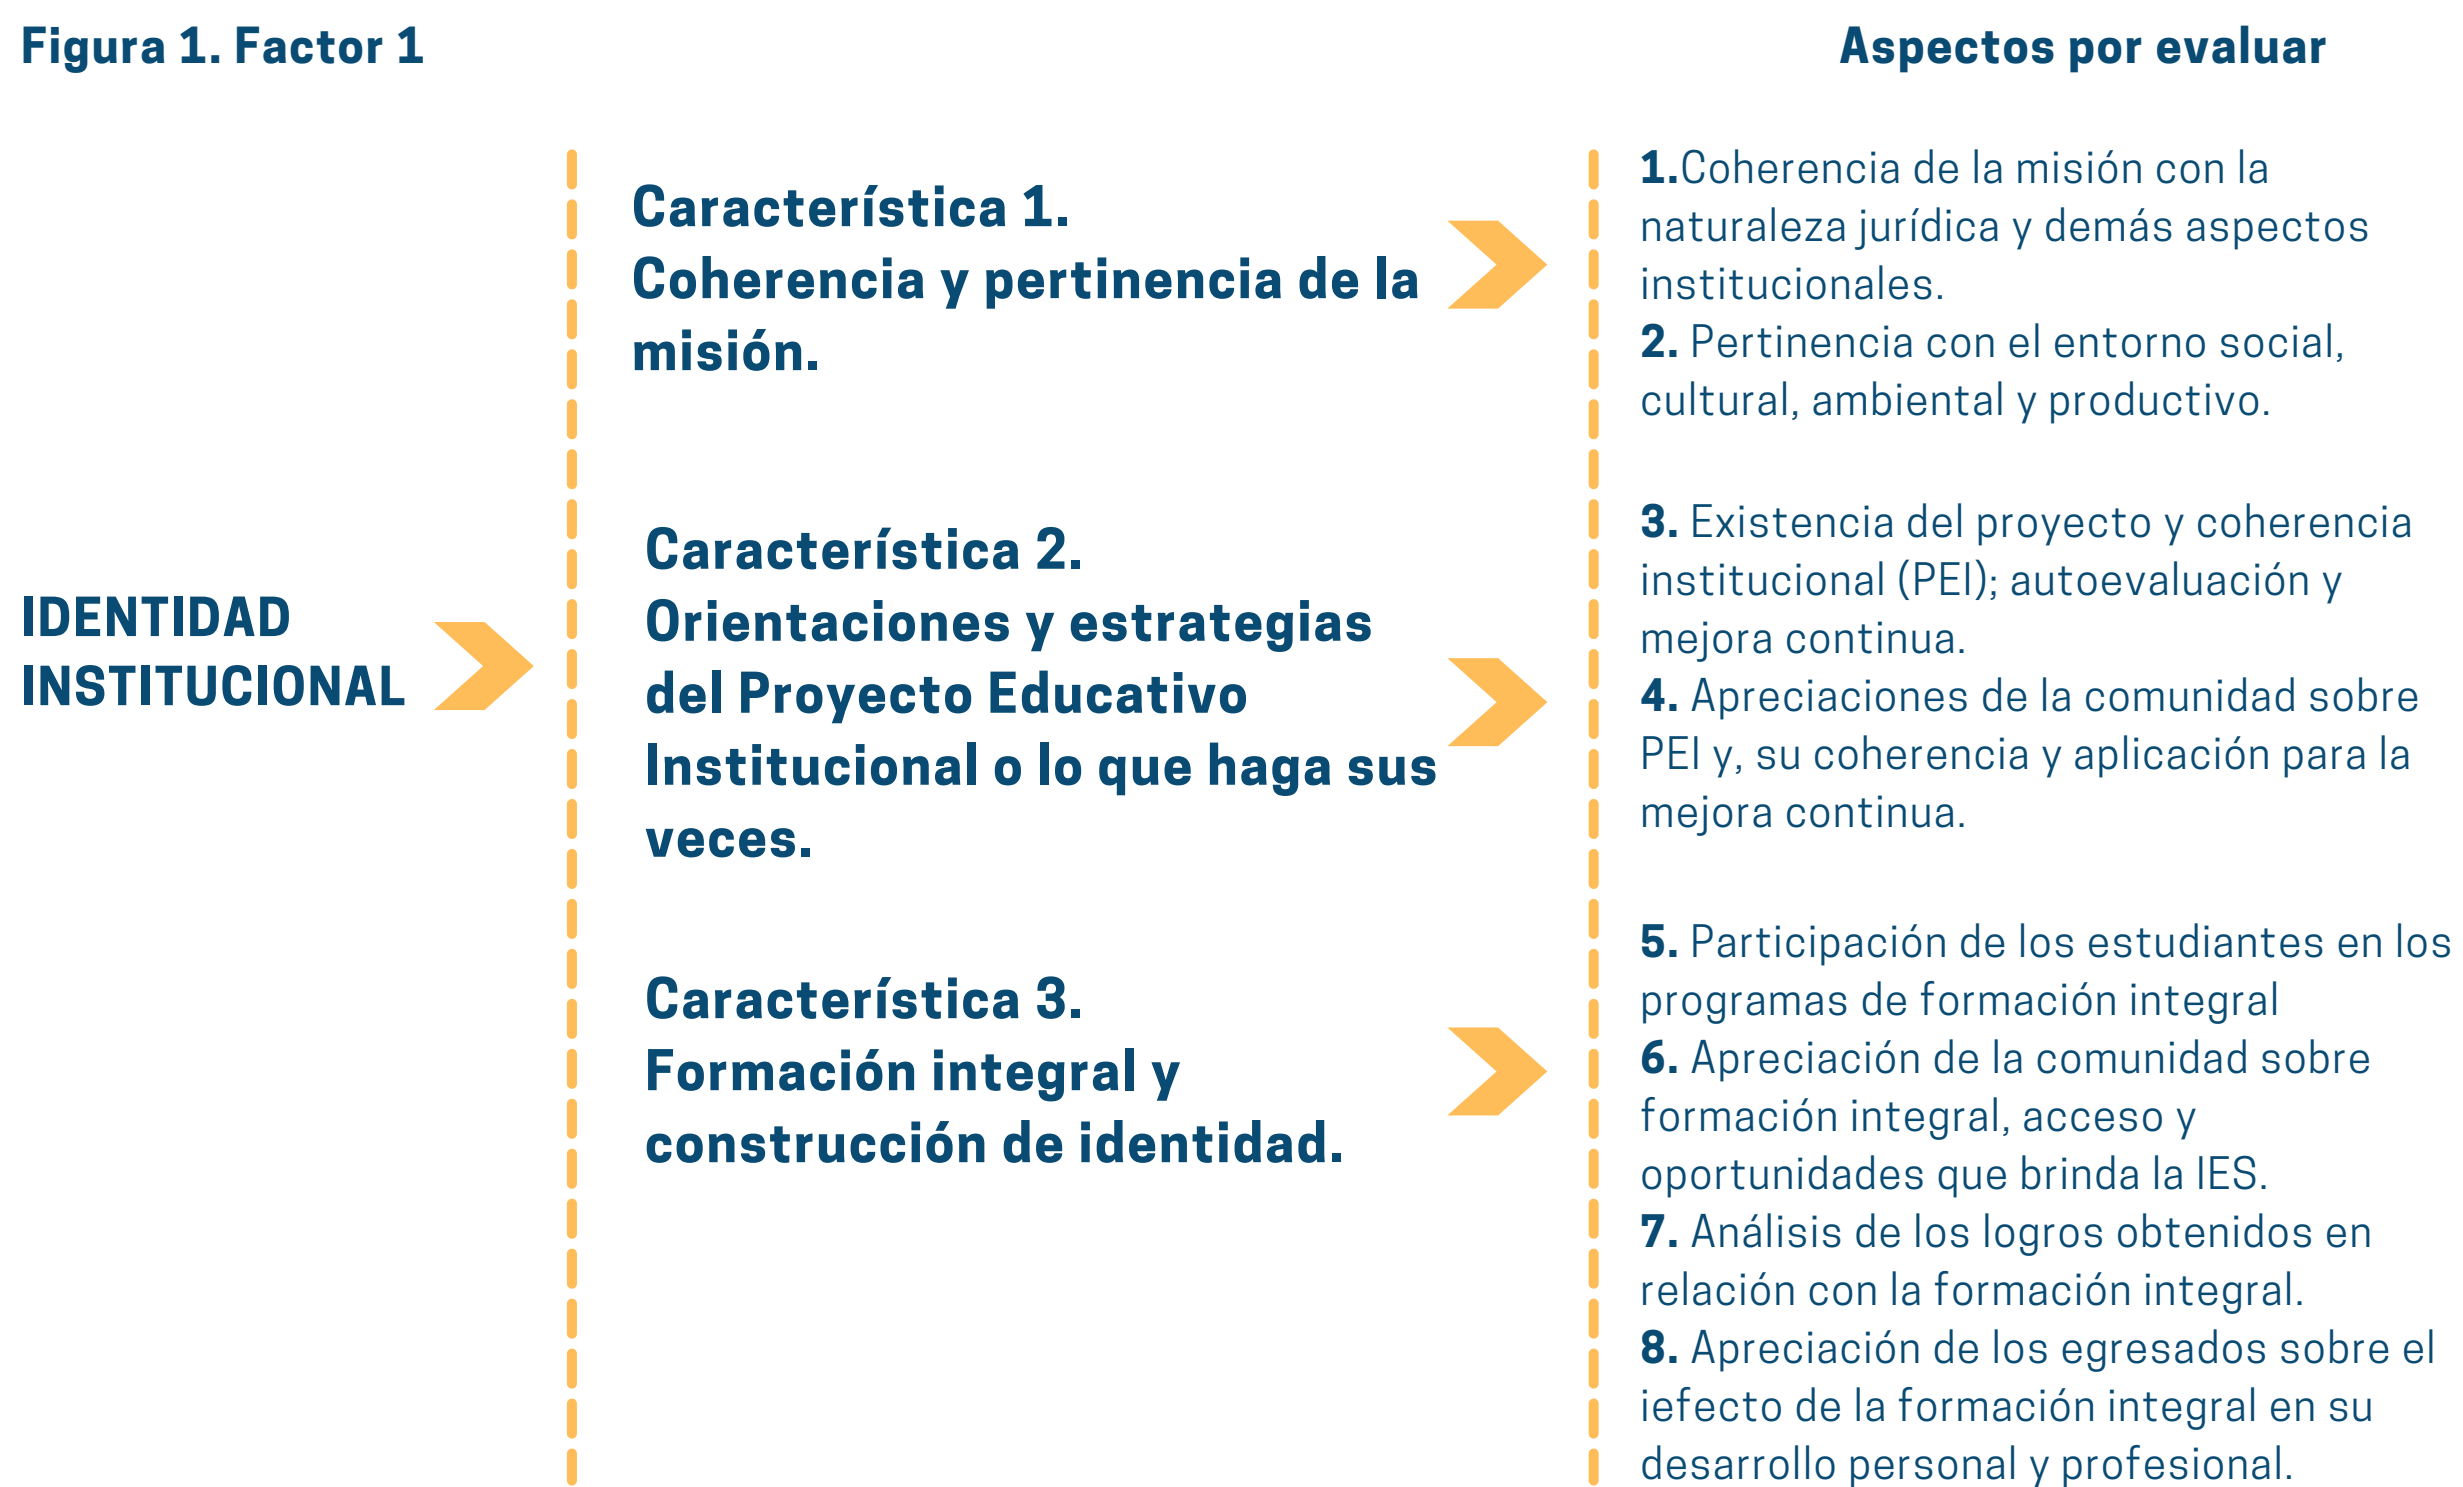 Figura 1. Factor 1
Aspectos por evaluar
IDENTIDAD
INSTITUCIONAL
Característica 1.
Coherencia y pertinencia de la
misión.
1.Coherencia de la misión con la
naturaleza jurídica y demás aspectos
institucionales.
2. Pertinencia con el entorno social,
cultural, ambiental y productivo.
Característica 2.
Orientaciones y estrategias
del Proyecto Educativo
Institucional o lo que haga sus
veces.
3. Existencia del proyecto y coherencia
institucional (PEI); autoevaluación y
mejora continua.
4. Apreciaciones de la comunidad sobre
PEI y, su coherencia y aplicación para la
mejora continua.
Característica 3.
Formación integral y
construcción de identidad.
5. Participación de los estudiantes en los
programas de formación integral
6. Apreciación de la comunidad sobre
formación integral, acceso y
oportunidades que brinda la IES.
7. Análisis de los logros obtenidos en
relación con la formación integral.
8. Apreciación de los egresados sobre el
iefecto de la formación integral en su
desarrollo personal y profesional.